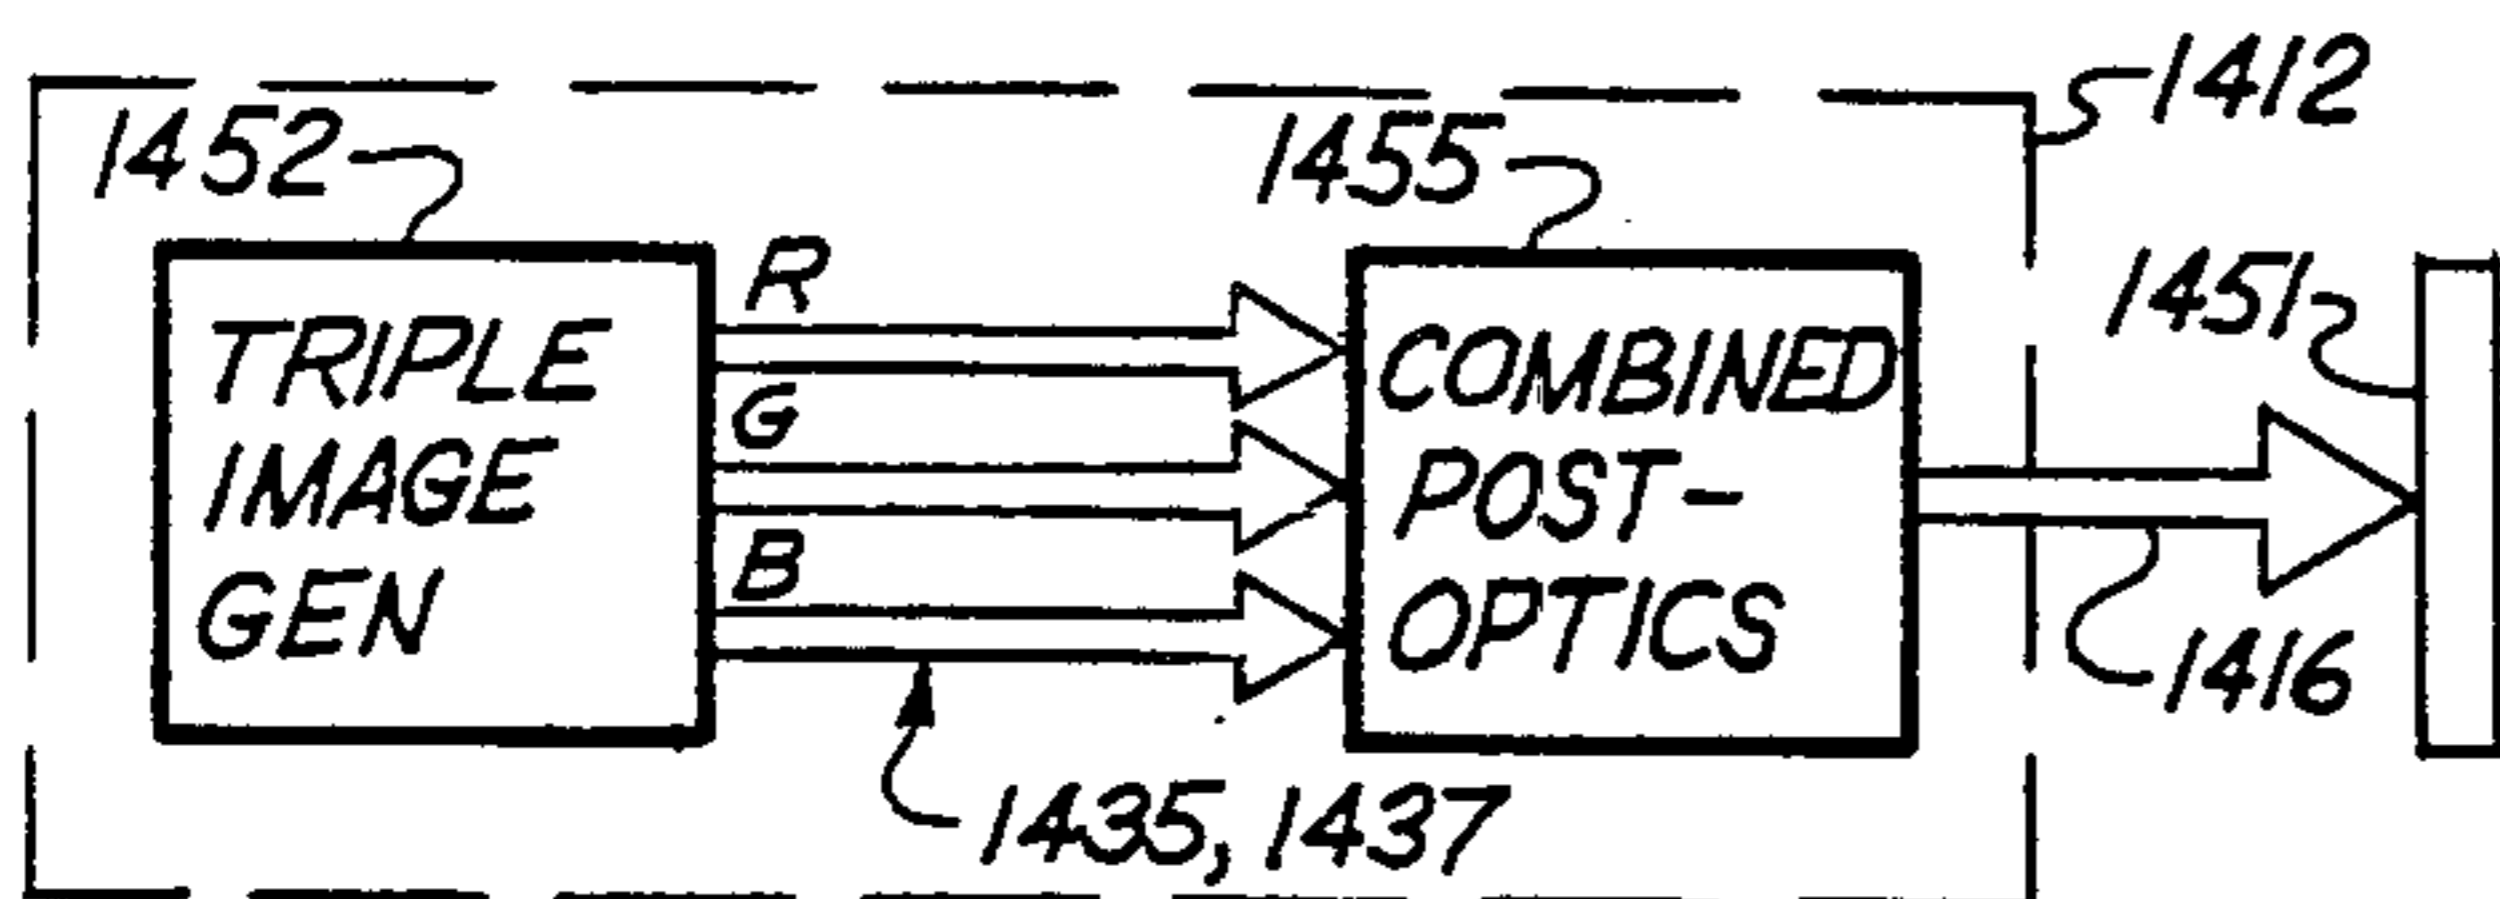 1412
1452
1455
R
1451
TRIPLE
IMAGE
GEN
G
B
COMBINED
POST-
OPTICS
1416
1435, 1437